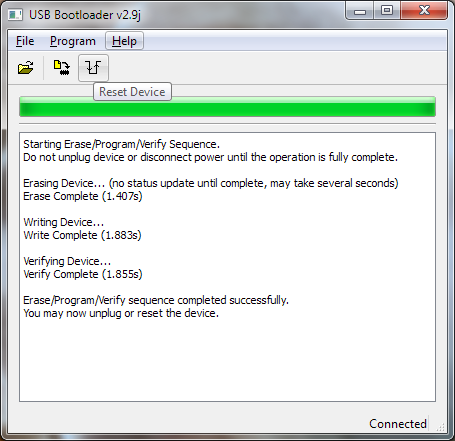 USB Bootloader v2.9j
File Program Help
Reset Device
Starting Erase/Program/Verify Sequence.
Do not unplug device or disconnect power until the operation is fully complete.
Erasing Device... (no status update until complete, may take several seconds)
Erase Complete (1.407s)
Writing Device...
Write Complete (1.883s)
Verifying Device...
Verify Complete (1.855s)
Erase/Program/Verify sequence completed successfully.
You may now unplug or reset the device.
Connected